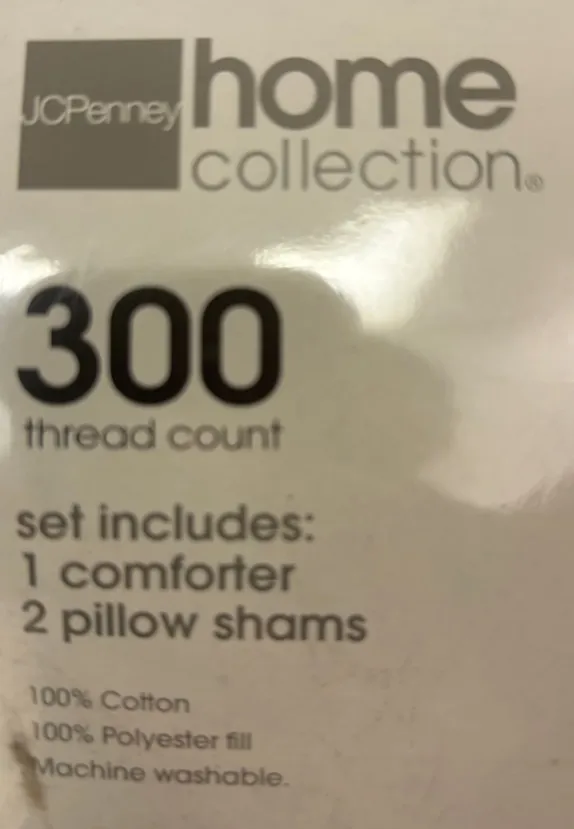 JCPenney
home
collection®
300
thread count
set includes:
1 comforter
2 pillow shams
100% Cotton
100% Polyester fill
Machine washable.